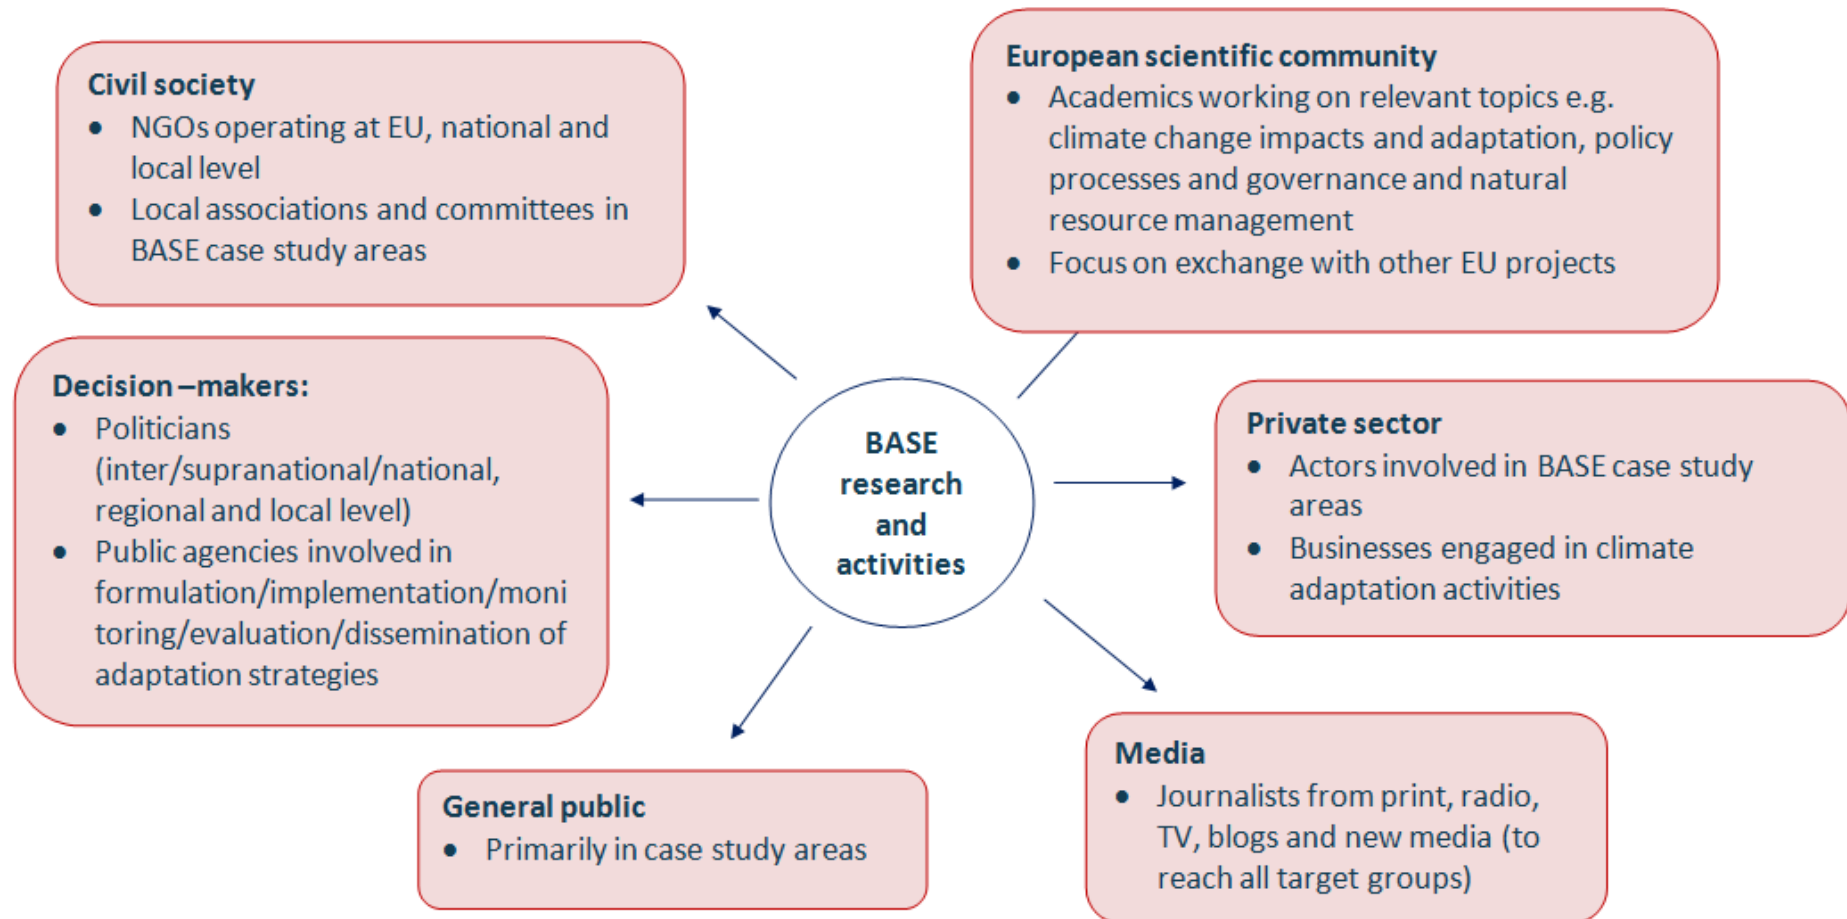 Civil society
• NGOs operating at EU, national and
local level
• Local associations and committees in
BASE case study areas
European scientific community
• Academics working on relevant topics e.g.
climate change impacts and adaptation, policy
processes and governance and natural
resource management
• Focus on exchange with other EU projects
Decision –makers:
• Politicians
(inter/supranational/national,
regional and local level)
• Public agencies involved in
formulation/implementation/moni
toring/evaluation/dissemination of
adaptation strategies
BASE
research
and
activities
Private sector
• Actors involved in BASE case study
areas
• Businesses engaged in climate
adaptation activities
General public
• Primarily in case study areas
Media
• Journalists from print, radio,
TV, blogs and new media (to
reach all target groups)